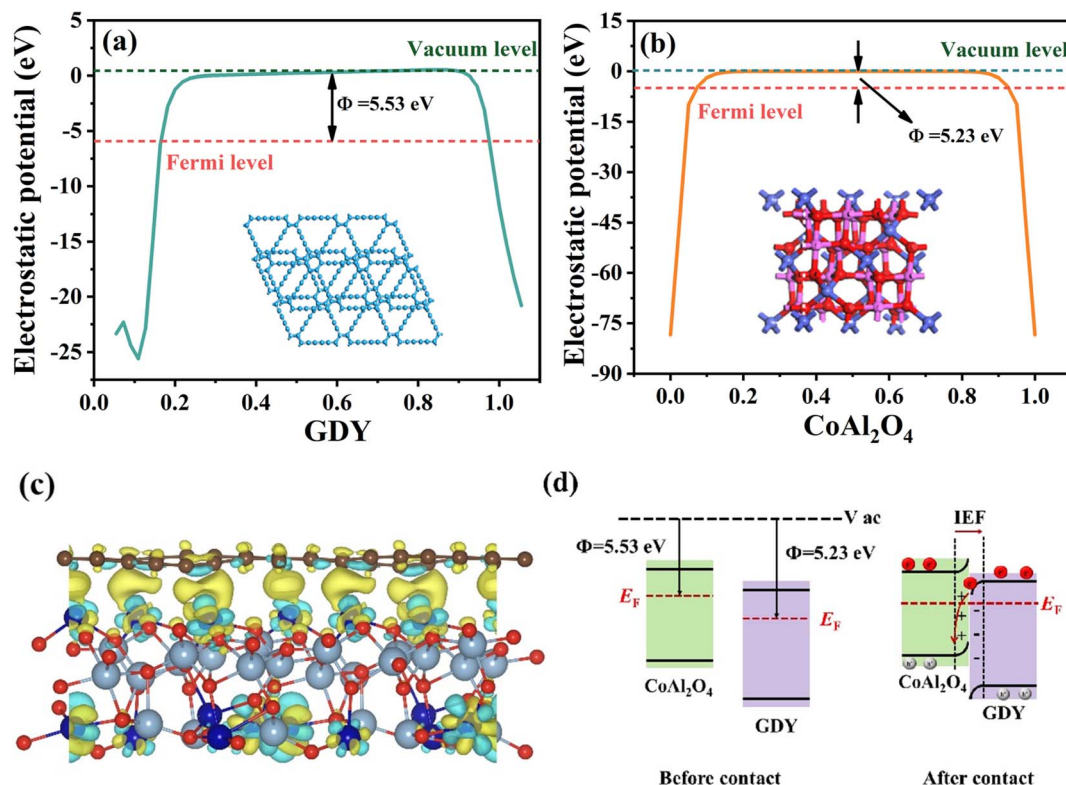 (a)
Electrostatic potential (eV)
5
0
-5
-10
-15
-20
-25
Vacuum level
Φ =5.53 eV
Fermi level
0.0 0.2 0.4 0.6 0.8 1.0
GDY
(b)
Electrostatic potential (eV)
15
0
-15
-30
-45
-60
-75
-90
Vacuum level
Fermi level
Φ =5.23 eV
0.0 0.2 0.4 0.6 0.8 1.0
CoAl₂O₄
(c)
(d)
V ac
Φ=5.53 eV
Φ=5.23 eV
E_F
E_F
CoAl₂O₄
GDY
Before contact
IEF
e⁻ e⁻ e⁻ e⁻ e⁻
+
+
+
-
-
-
E_F
CoAl₂O₄
GDY
After contact